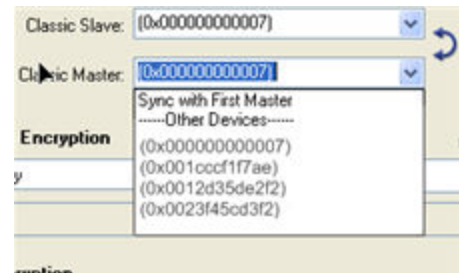 Classic Slave: (0x000000000007)
Classic Master: (0x000000000007)
Sync with First Master
------Other Devices------
Encryption
(0x000000000007)
(0x001cccf1f7ae)
(0x0012d35de2f2)
(0x0023f45cd3f2)